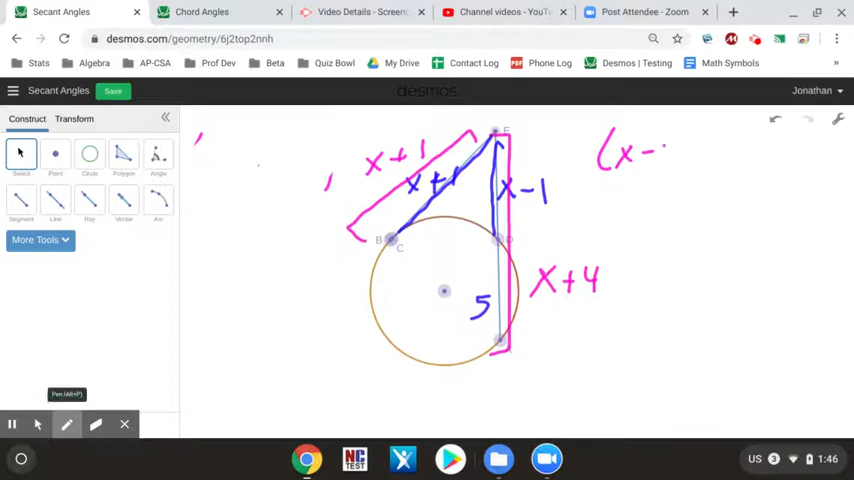 Secant Angles
Chord Angles
Video Details - Screen
Channel videos - YouTu
Post Attendee - Zoom
desmos.com/geometry/6j2top2nnh
Stats
Algebra
AP-CSA
Prof Dev
Beta
Quiz Bowl
My Drive
Contact Log
Phone Log
Desmos | Testing
Math Symbols
Secant Angles
Save
desmos
Jonathan
Construct
Transform
Select
Point
Circle
Polygon
Angle
Segment
Line
Ray
Vector
Arc
More Tools
E
x+1
x+1
x-1
(x-
B
C
D
5
x+4
Pen (Alt+P)
NC
TEST
US
3
1:46